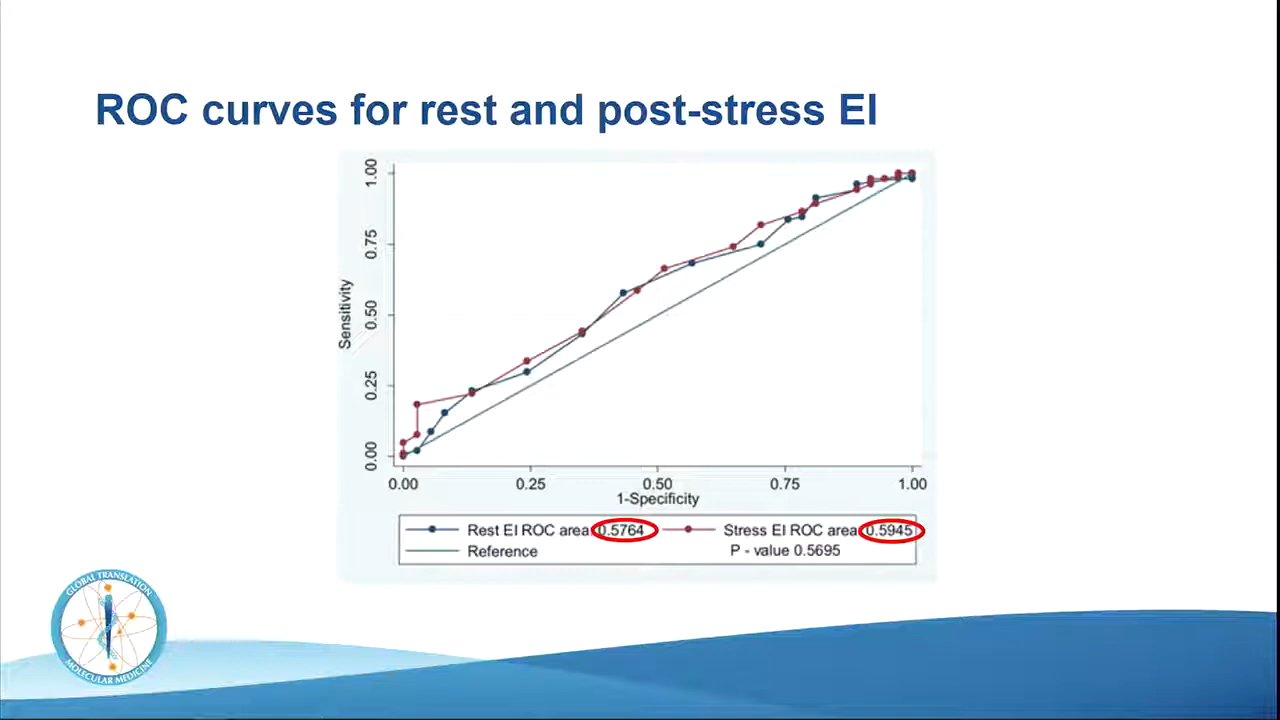 ROC curves for rest and post-stress EI
1.00
0.75
0.50
0.25
0.00
Sensitivity
0.00 0.25 0.50 0.75 1.00
1-Specificity
Rest EI ROC area: 0.5764 Stress EI ROC area: 0.5945
Reference P - value 0.5695
GLOBAL TRANSLATION
MOLECULAR MEDICINE